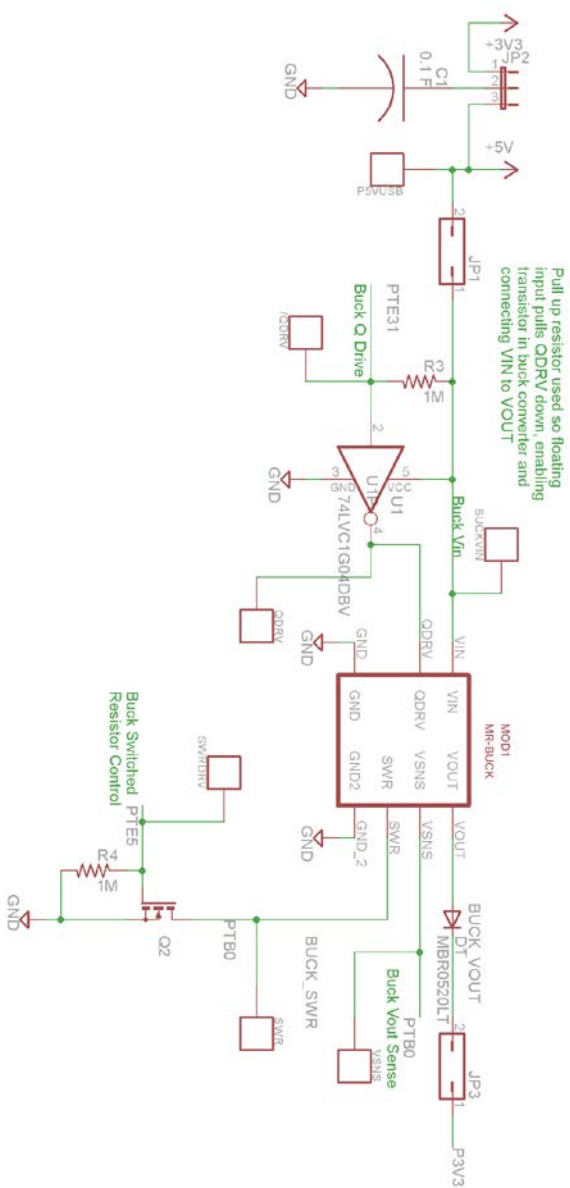 +3V3
JP2
1
2
3
C1
0.1 F
GND
+5V
P5VUSB
2
JP1
1
Pull up resistor used so floating
input pulls QDRV down, enabling
transistor in buck converter and
connecting VIN to VOUT
PTE31
Buck Q Drive
/QDRV
R3
1M
2
3
GND
GND
5
VCC
U1
U1P
4
74LVC1G04DBV
QDRV
Buck Vin
BUCKVIN
VIN
QDRV
GND
GND
MOD1
MR-BUCK
VIN
VOUT
QDRV
VSNS
SWR
GND
GND2
VOUT
VSNS
SWR
GND_2
GND
BUCK_VOUT
MBR0520LT
2
JP3
1
P3V3
PTB0
Buck Vout Sense
VSNS
BUCK_SWR
SWR
PTB0
Q2
Buck Switched
Resistor Control
PTE5
SWRDRV
R4
1M
GND